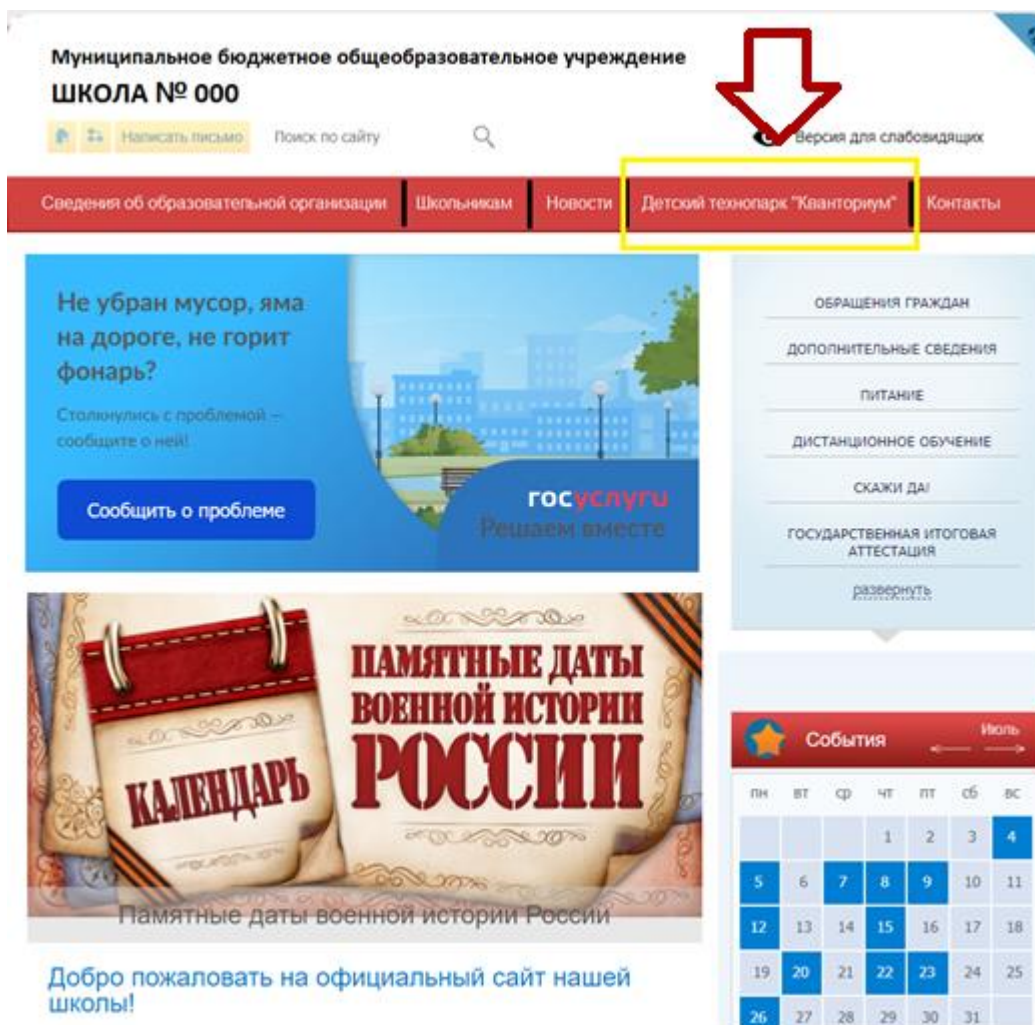 Муниципальное бюджетное общеобразовательное учреждение
ШКОЛА № 000
Написать письмо Поиск по сайту Версия для слабовидящих
Сведения об образовательной организации Школьникам Новости Детский технопарк "Кванториум" Контакты
Не убран мусор, яма
на дороге, не горит
фонарь?
Столкнулись с проблемой –
сообщите о ней!
Сообщить о проблеме
госуслуги
Решаем вместе
ОБРАЩЕНИЯ ГРАЖДАН
ДОПОЛНИТЕЛЬНЫЕ СВЕДЕНИЯ
ПИТАНИЕ
ДИСТАНЦИОННОЕ ОБУЧЕНИЕ
СКАЖИ ДА!
ГОСУДАРСТВЕННАЯ ИТОГОВАЯ
АТТЕСТАЦИЯ
развернуть
КАЛЕНДАРЬ
ПАМЯТНЫЕ ДАТЫ
ВОЕННОЙ ИСТОРИИ
РОССИИ
Памятные даты военной истории России
Добро пожаловать на официальный сайт нашей
школы!
События Июль
пн вт ср чт пт сб вс
1 2 3 4
5 6 7 8 9 10 11
12 13 14 15 16 17 18
19 20 21 22 23 24 25
26 27 28 29 30 31